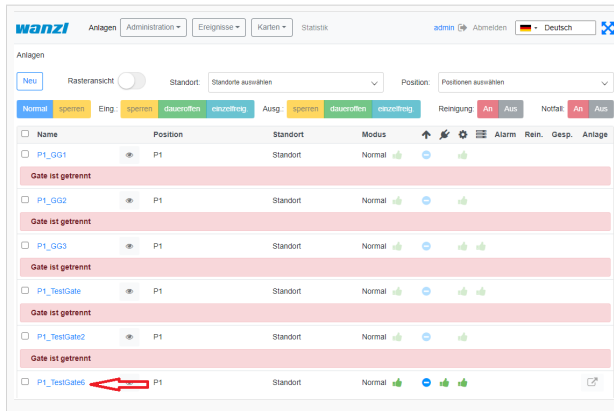 wanzl Anlagen Administration Ereignisse Karten Statistik admin Abmelden Deutsch
Anlagen
Neu Rasteransicht Standort: Standorte auswählen Position: Positionen auswählen
Normal sperren Eing.: sperren daueroffen einzelfreig. Ausg.: sperren daueroffen einzelfreig. Reinigung: An Aus Notfall: An Aus
Name Position Standort Modus Alarm Rein. Gesp. Anlage
P1_GG1 P1 Standort Normal
Gate ist getrennt
P1_GG2 P1 Standort Normal
Gate ist getrennt
P1_GG3 P1 Standort Normal
Gate ist getrennt
P1_TestGate P1 Standort Normal
Gate ist getrennt
P1_TestGate2 P1 Standort Normal
Gate ist getrennt
P1_TestGate6 P1 Standort Normal